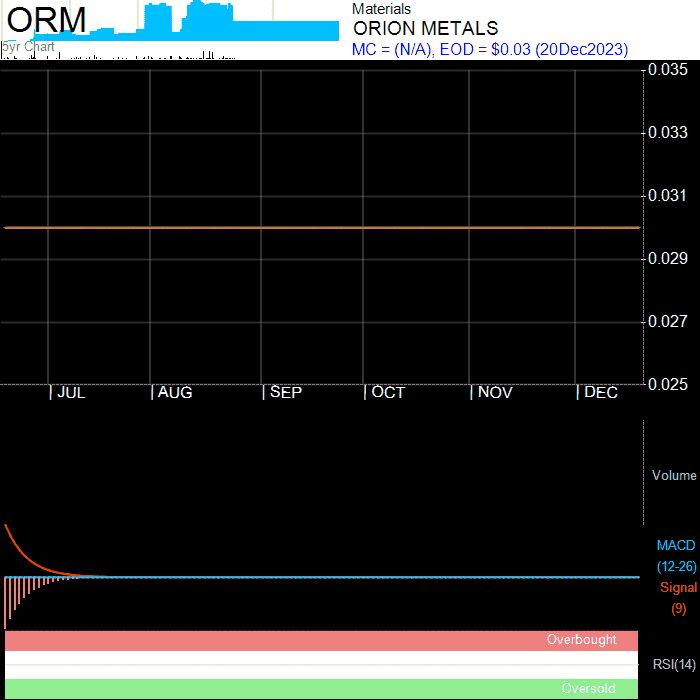 ORM
5yr Chart
Materials
ORION METALS
MC = (N/A), EOD = $0.03 (20Dec2023)
0.035
0.033
0.031
0.029
0.027
0.025
| JUL | AUG | SEP | OCT | NOV | DEC
Volume
MACD
(12-26)
Signal
(9)
Overbought
RSI(14)
Oversold